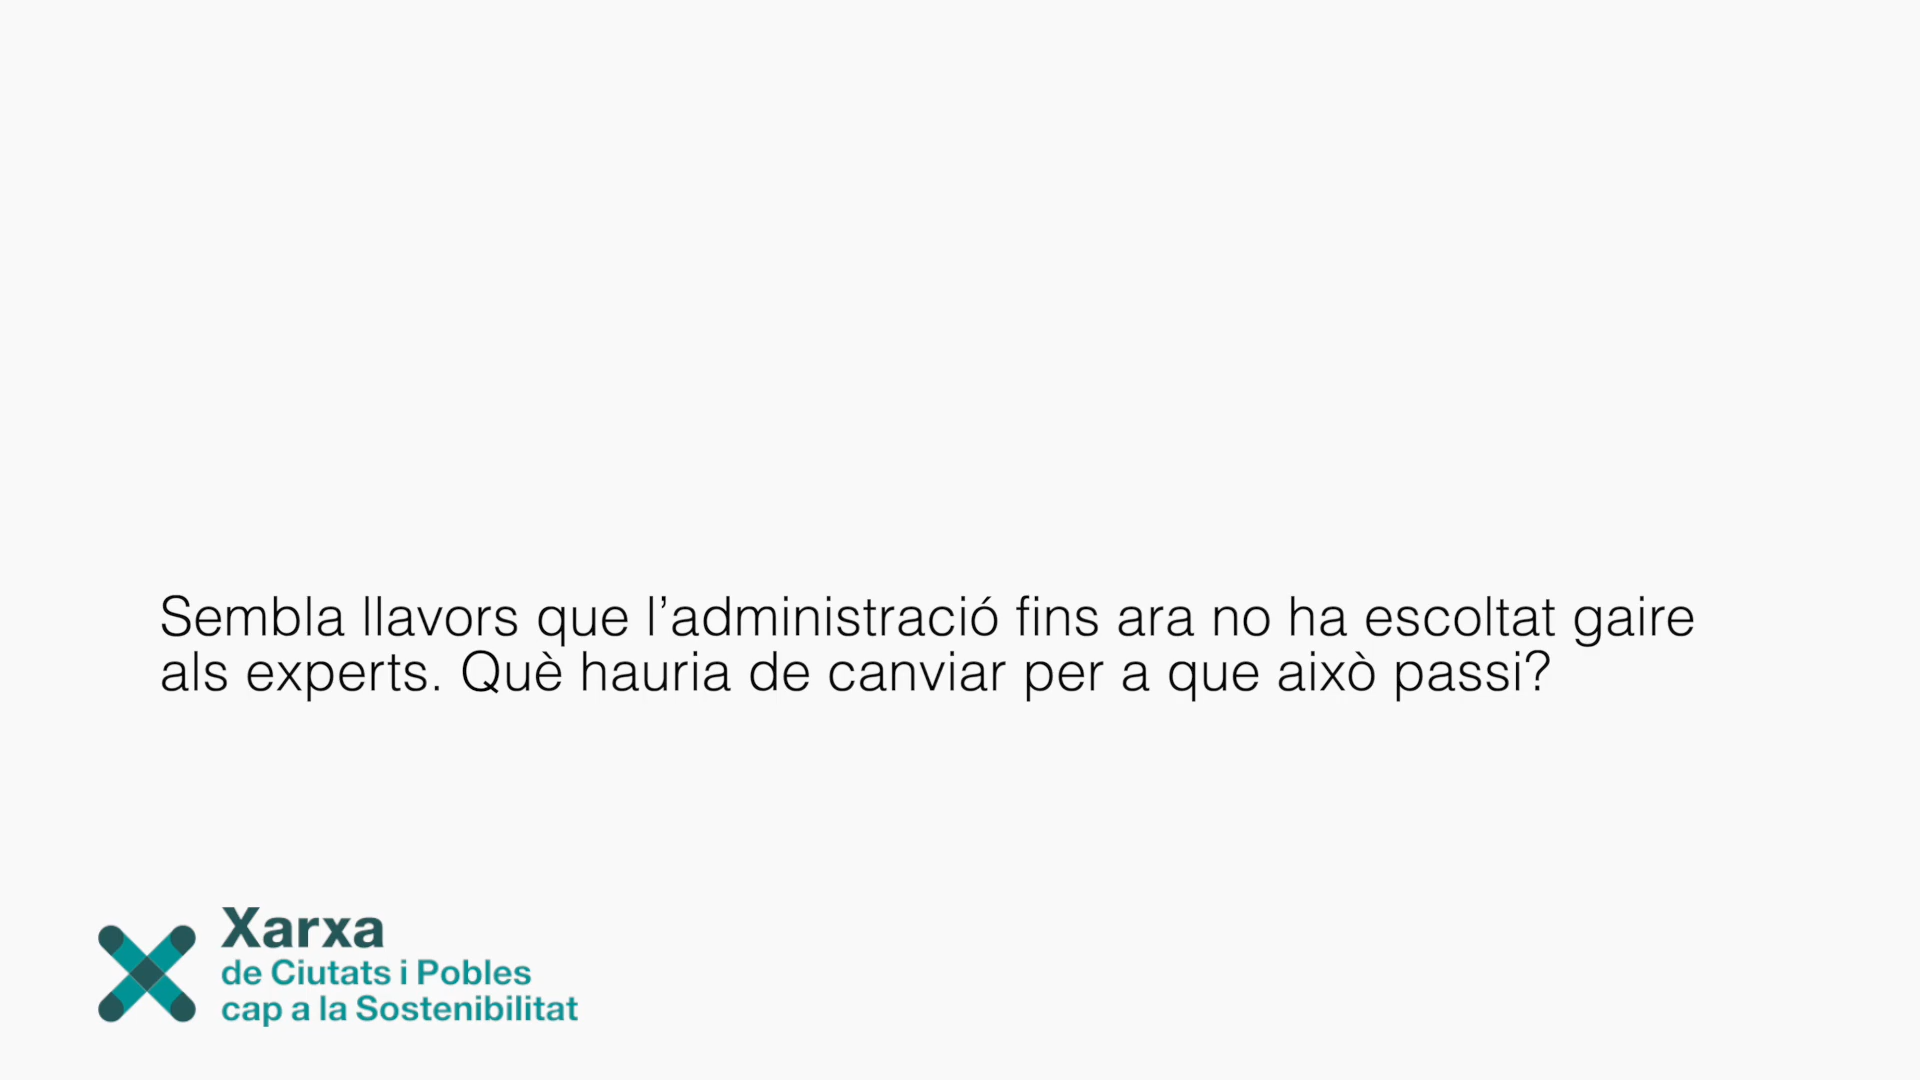 Sembla llavors que l’administració fins ara no ha escoltat gaire
als experts. Què hauria de canviar per a que això passi?
Xarxa
de Ciutats i Pobles
cap a la Sostenibilitat